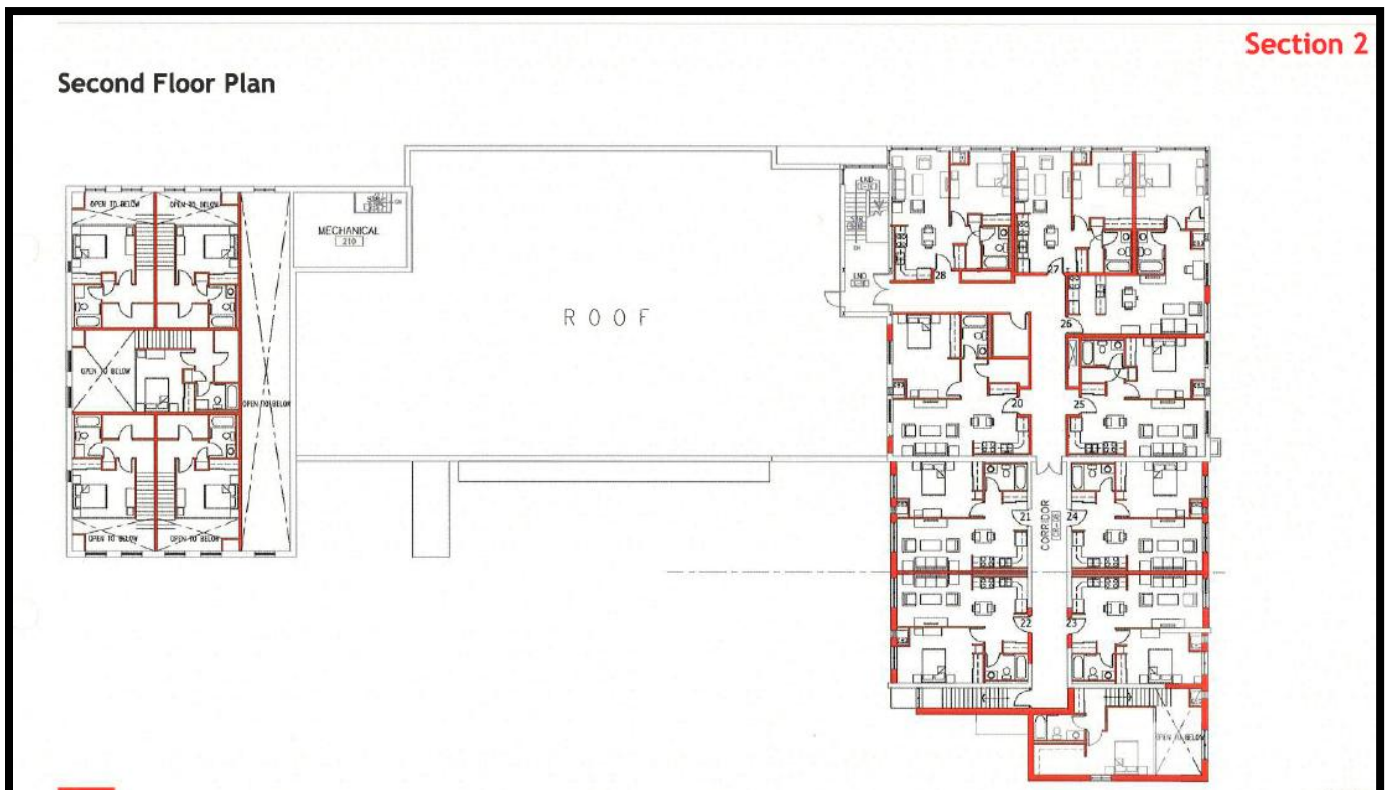 Section 2
Second Floor Plan
OPEN TO BELOW
OPEN TO BELOW
MECHANICAL
210
ROOF
LND
LND
28
27
26
OPEN TO BELOW
OPEN TO BELOW
20
25
21
24
CORRIDOR
OPEN TO BELOW
OPEN TO BELOW
22
23
OPEN TO BELOW